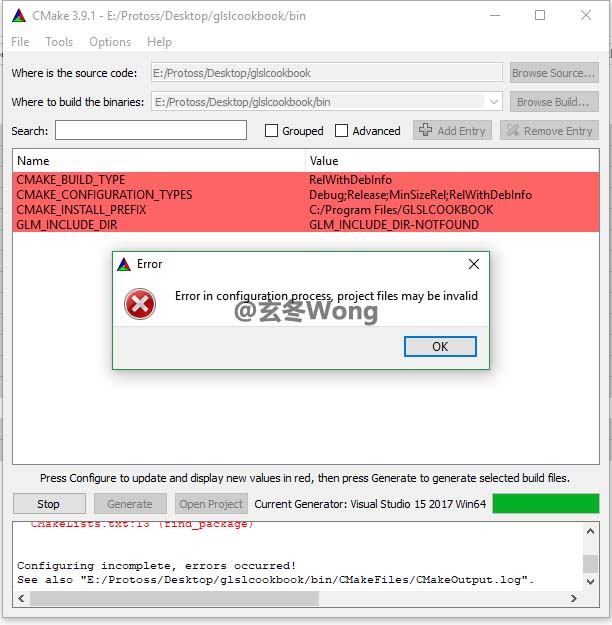 CMake 3.9.1 - E:/Protoss/Desktop/glslcookbook/bin
File Tools Options Help
Where is the source code: E:/Protoss/Desktop/glslcookbook Browse Source...
Where to build the binaries: E:/Protoss/Desktop/glslcookbook/bin Browse Build...
Search: Grouped Advanced Add Entry Remove Entry
Name Value
CMAKE_BUILD_TYPE RelWithDebInfo
CMAKE_CONFIGURATION_TYPES Debug;Release;MinSizeRel;RelWithDebInfo
CMAKE_INSTALL_PREFIX C:/Program Files/GLSLCOOKBOOK
GLM_INCLUDE_DIR GLM_INCLUDE_DIR-NOTFOUND
Error
Error in configuration process, project files may be invalid
@玄冬Wong
OK
Press Configure to update and display new values in red, then press Generate to generate selected build files.
Stop Generate Open Project Current Generator: Visual Studio 15 2017 Win64
CMakeLists.txt:13 (find_package)
Configuring incomplete, errors occurred!
See also "E:/Protoss/Desktop/glslcookbook/bin/CMakeFiles/CMakeOutput.log".